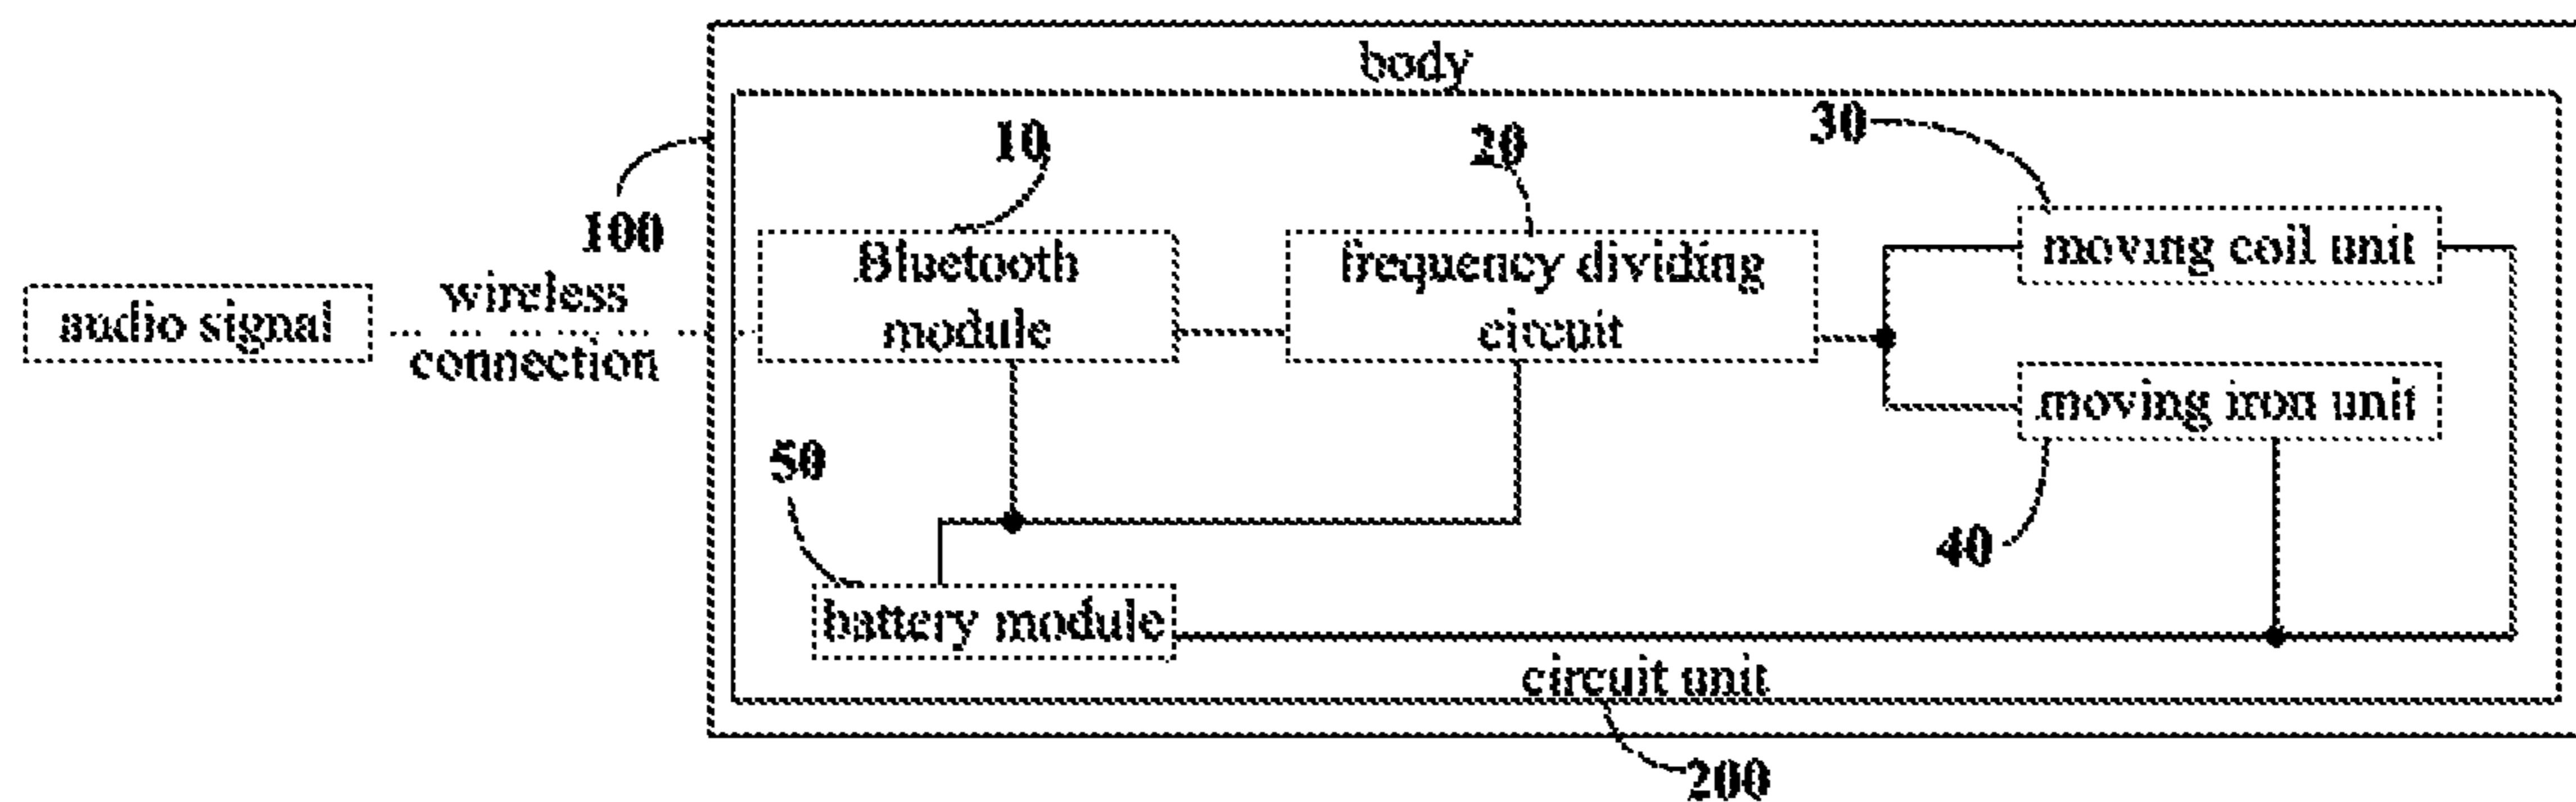 body
10
20
30
100
Bluetooth
module
frequency dividing
circuit
moving coil unit
audio signal
wireless
connection
moving iron unit
50
40
battery module
circuit unit
200